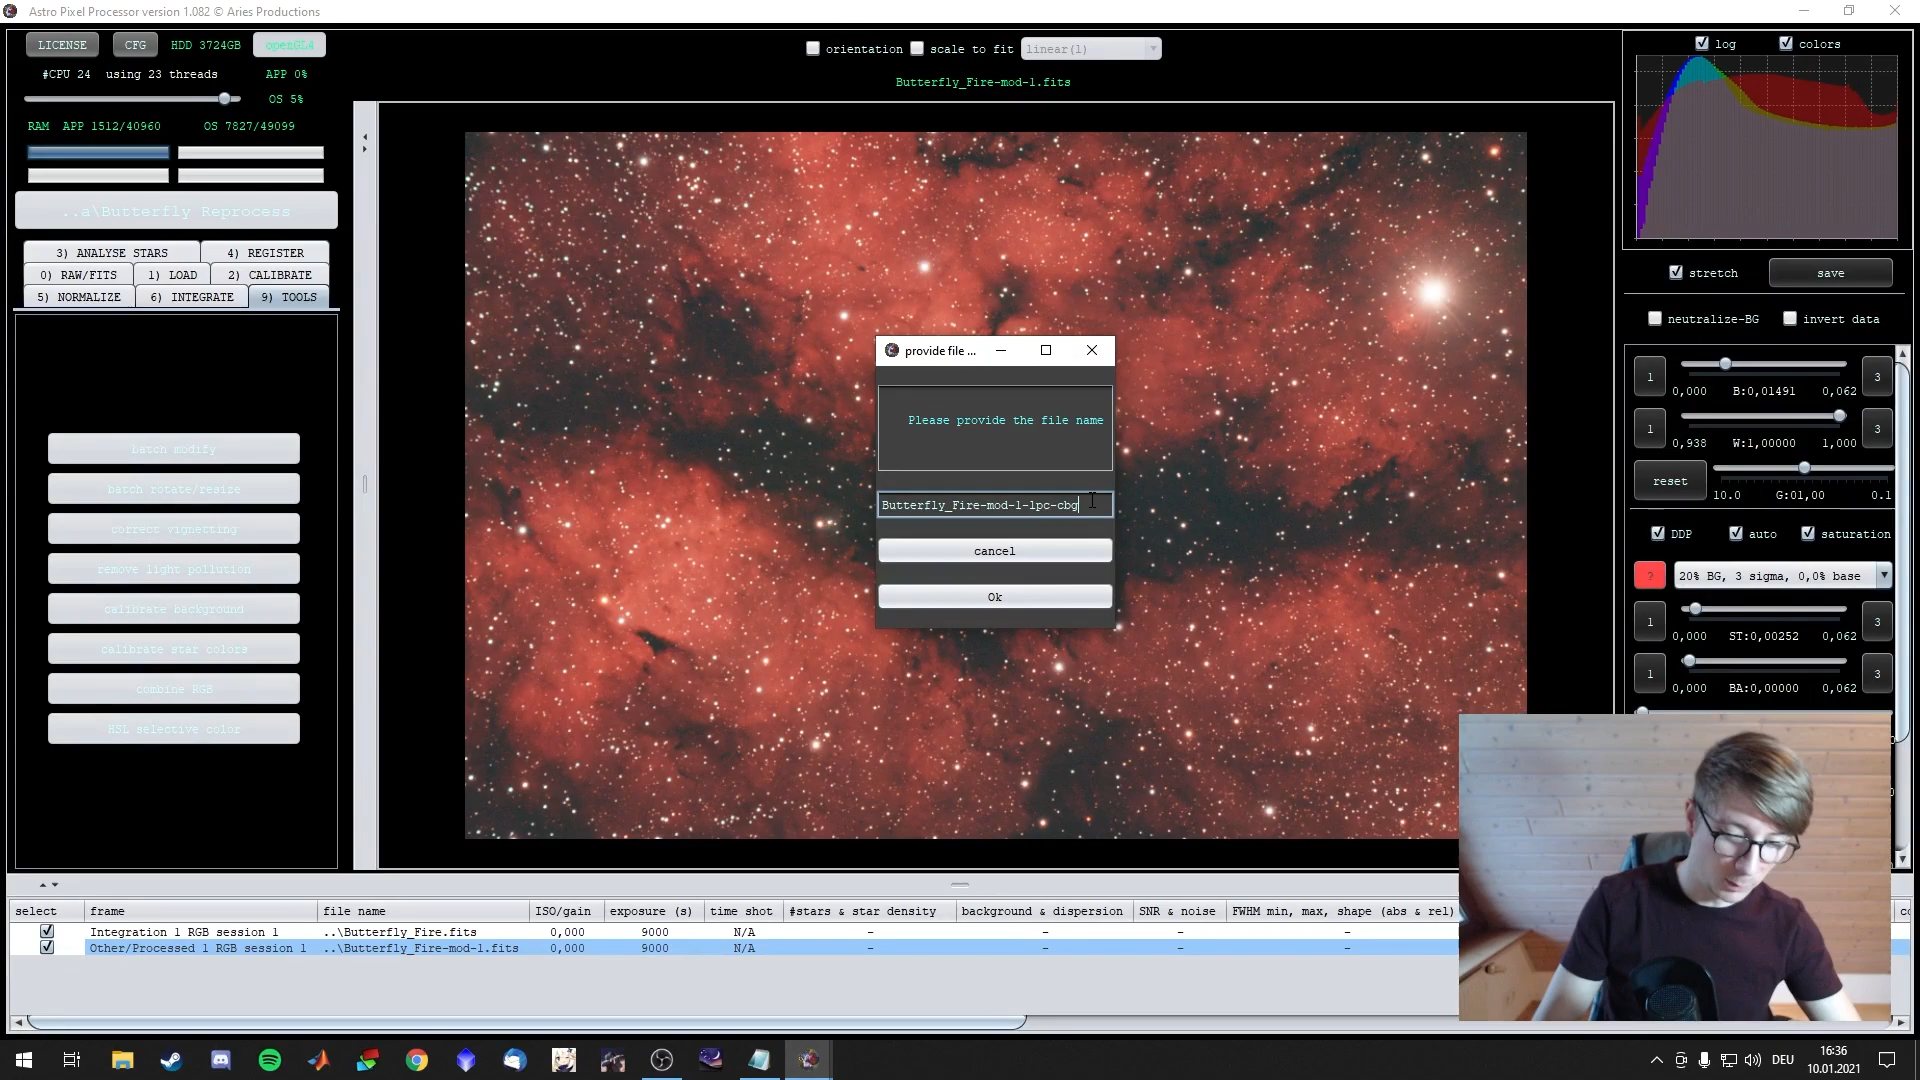 Astro Pixel Processor version 1.082 © Aries Productions
LICENSE CFG HDD 3724GB openGL4
#CPU 24 using 23 threads APP 0%
OS 5%
RAM APP 1512/40960 OS 7827/49099
..a\Butterfly Reprocess
3) ANALYSE STARS 4) REGISTER
0) RAW/FITS 1) LOAD 2) CALIBRATE
5) NORMALIZE 6) INTEGRATE 9) TOOLS
batch modify
batch rotate/resize
correct vignetting
remove light pollution
calibrate background
calibrate star colors
combine RGB
HSL selective color
orientation scale to fit linear(1)
Butterfly_Fire-mod-1.fits
provide file ...
Please provide the file name
Butterfly_Fire-mod-1-lpc-cbg
cancel
Ok
log colors
stretch save
neutralize-BG invert data
1 3
0,000 B:0,01491 0,062
1 3
0,938 W:1,00000 1,000
reset
10.0 G:01,00 0.1
DDP auto saturation
? 20% BG, 3 sigma, 0,0% base
1 3
0,000 ST:0,00252 0,062
1 3
0,000 BA:0,00000 0,062
select frame file name ISO/gain exposure (s) time shot #stars & star density background & dispersion SNR & noise FWHM min, max, shape (abs & rel)
Integration 1 RGB session 1 ..\Butterfly_Fire.fits 0,000 9000 N/A - - - -
Other/Processed 1 RGB session 1 ..\Butterfly_Fire-mod-1.fits 0,000 9000 N/A - - - -
DEU
16:36
10.01.2021